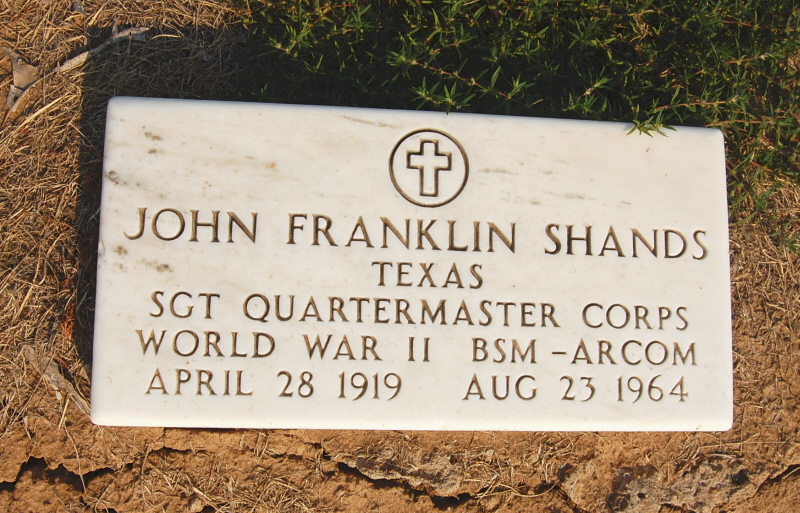 JOHN FRANKLIN SHANDS
TEXAS
SGT QUARTERMASTER CORPS
WORLD WAR II BSM-ARCOM
APRIL 28 1919 AUG 23 1964